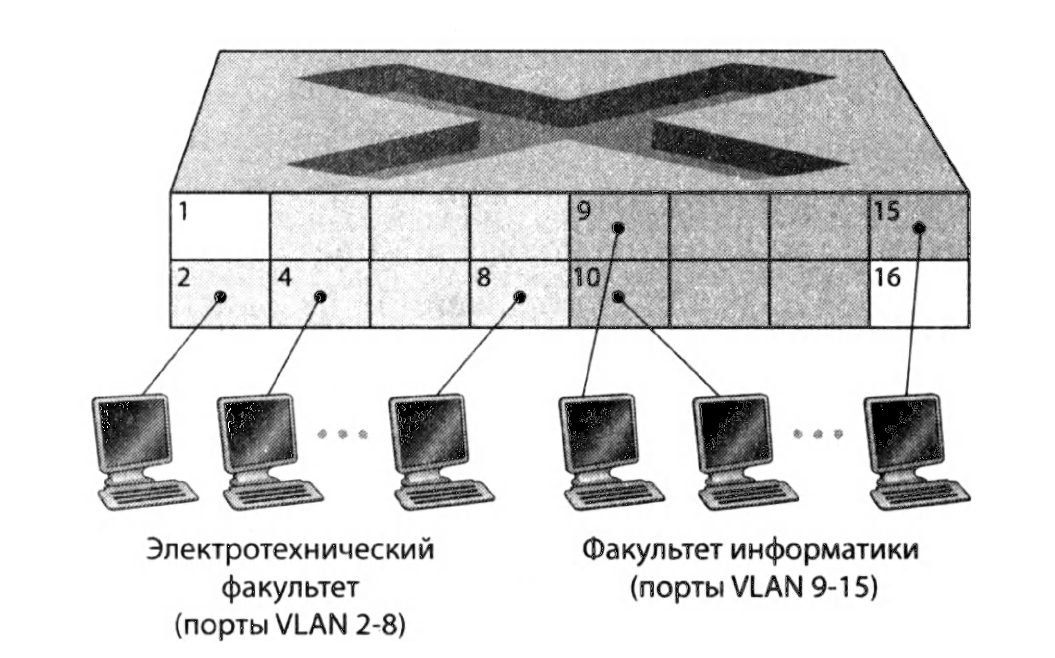 1 9 15
2 4 8 10 16
Электротехнический
факультет
(порты VLAN 2-8)
Факультет информатики
(порты VLAN 9-15)